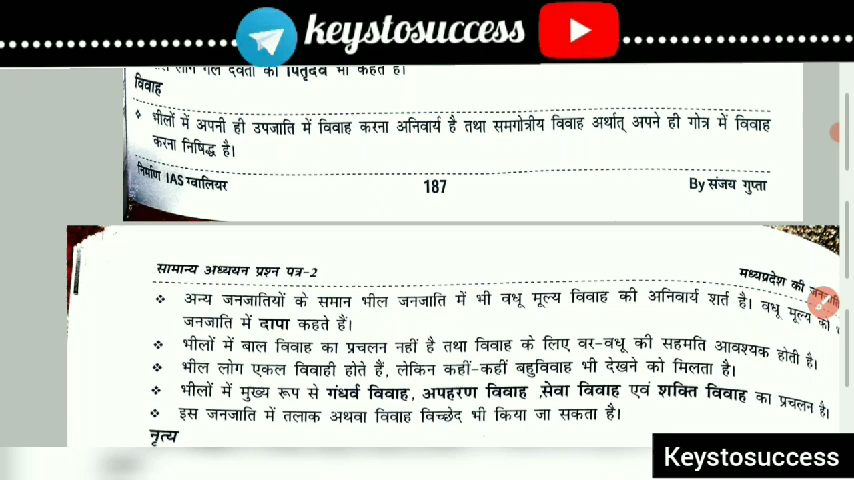 keystosuccess
लोग गल देवता को पितृदेव भी कहते हैं।
विवाह
❖ भीलों में अपनी ही उपजाति में विवाह करना अनिवार्य है तथा समगोत्रीय विवाह अर्थात् अपने ही गोत्र में विवाह
करना निषिद्ध है।
निर्माण IAS ग्वालियर 187 By संजय गुप्ता
सामान्य अध्ययन प्रश्न पत्र-2 मध्यप्रदेश की
❖ अन्य जनजातियों के समान भील जनजाति में भी वधू मूल्य विवाह की अनिवार्य शर्त है। वधू मूल्य को
जनजाति में दापा कहते हैं।
❖ भीलों में बाल विवाह का प्रचलन नहीं है तथा विवाह के लिए वर-वधू की सहमति आवश्यक होती है।
❖ भील लोग एकल विवाही होते हैं, लेकिन कहीं-कहीं बहुविवाह भी देखने को मिलता है।
❖ भीलों में मुख्य रूप से गंधर्व विवाह, अपहरण विवाह ,सेवा विवाह एवं शक्ति विवाह का प्रचलन है।
❖ इस जनजाति में तलाक अथवा विवाह विच्छेद भी किया जा सकता है।
नृत्य
Keystosuccess